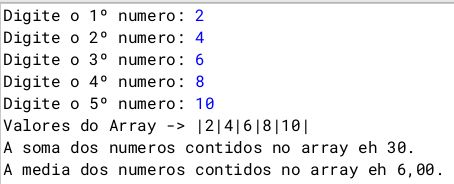 Digite o 1º numero: 2
Digite o 2º numero: 4
Digite o 3º numero: 6
Digite o 4º numero: 8
Digite o 5º numero: 10
Valores do Array -> |2|4|6|8|10|
A soma dos numeros contidos no array eh 30.
A media dos numeros contidos no array eh 6,00.